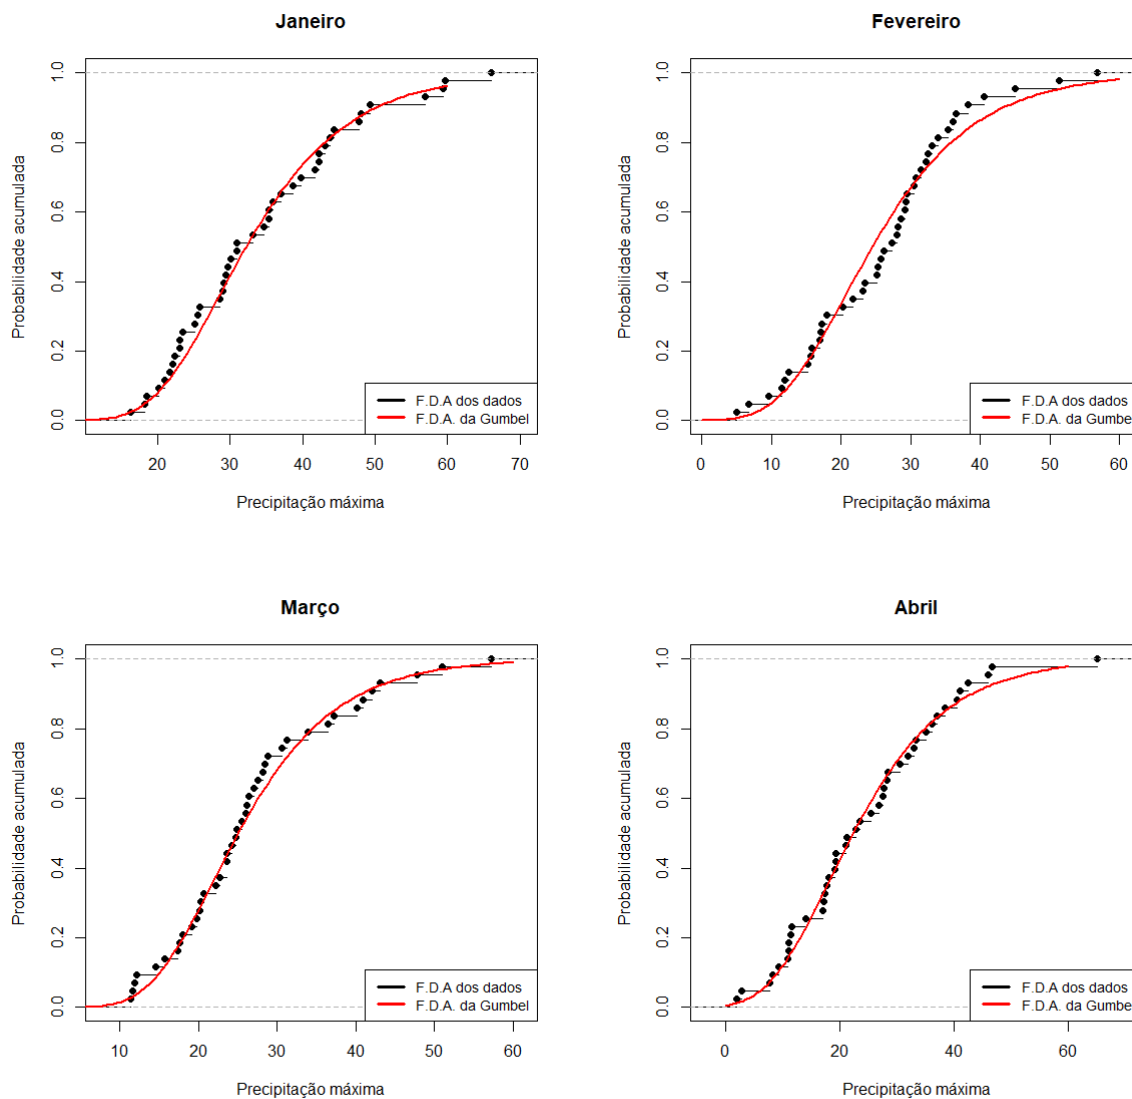 Janeiro
Probabilidade acumulada
1.0
0.8
0.6
0.4
0.2
0.0
F.D.A dos dados
F.D.A. da Gumbel
20 30 40 50 60 70
Precipitação máxima
Fevereiro
Probabilidade acumulada
1.0
0.8
0.6
0.4
0.2
0.0
F.D.A dos dados
F.D.A. da Gumbel
0 10 20 30 40 50 60
Precipitação máxima
Março
Probabilidade acumulada
1.0
0.8
0.6
0.4
0.2
0.0
F.D.A dos dados
F.D.A. da Gumbel
10 20 30 40 50 60
Precipitação máxima
Abril
Probabilidade acumulada
1.0
0.8
0.6
0.4
0.2
0.0
F.D.A dos dados
F.D.A. da Gumbel
0 20 40 60
Precipitação máxima